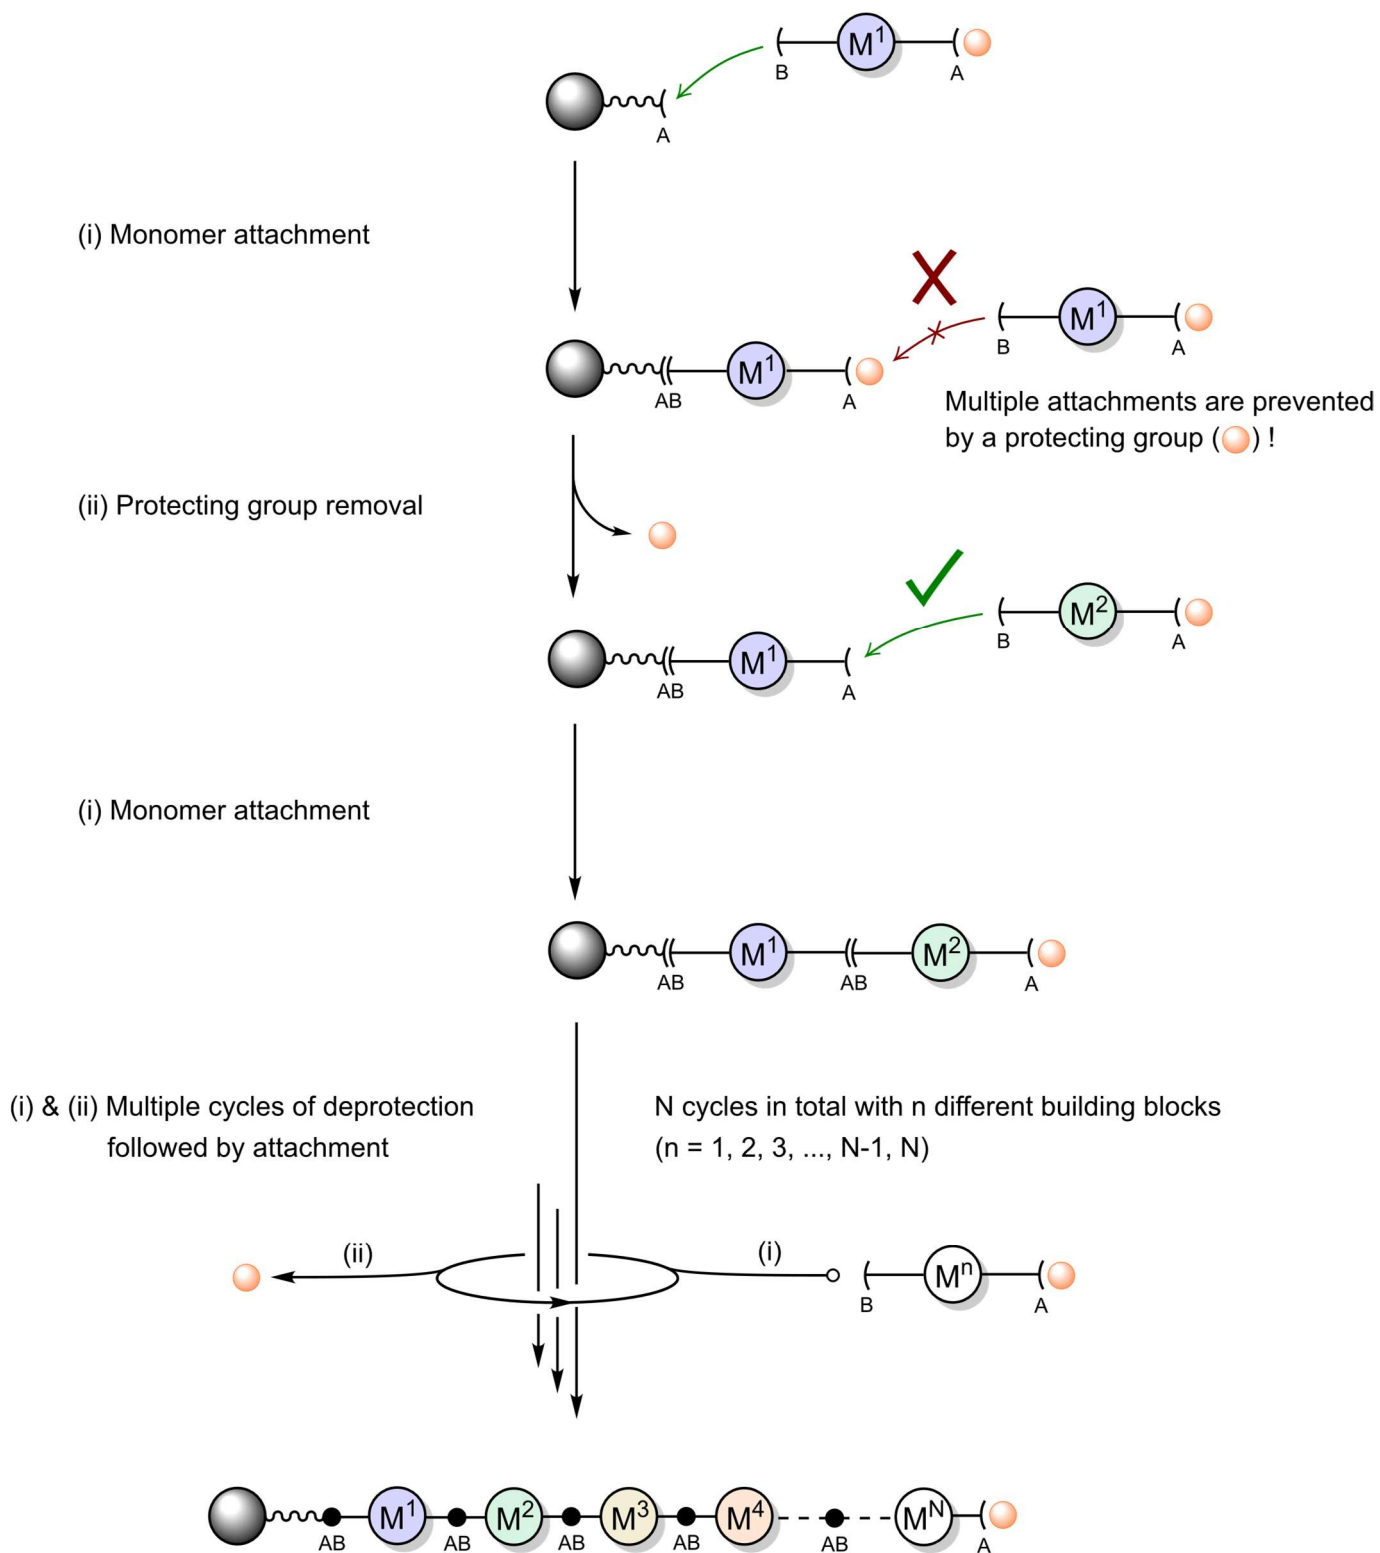 M¹
B
A
A
(i) Monomer attachment
M¹
B
A
M¹
AB
A
Multiple attachments are prevented
by a protecting group ( ) !
(ii) Protecting group removal
M²
B
A
M¹
AB
A
(i) Monomer attachment
M¹
M²
AB
AB
A
(i) & (ii) Multiple cycles of deprotection
followed by attachment
N cycles in total with n different building blocks
(n = 1, 2, 3, ..., N-1, N)
(ii)
(i)
Mⁿ
B
A
M¹ M² M³ M⁴ Mᴺ
AB AB AB AB AB A